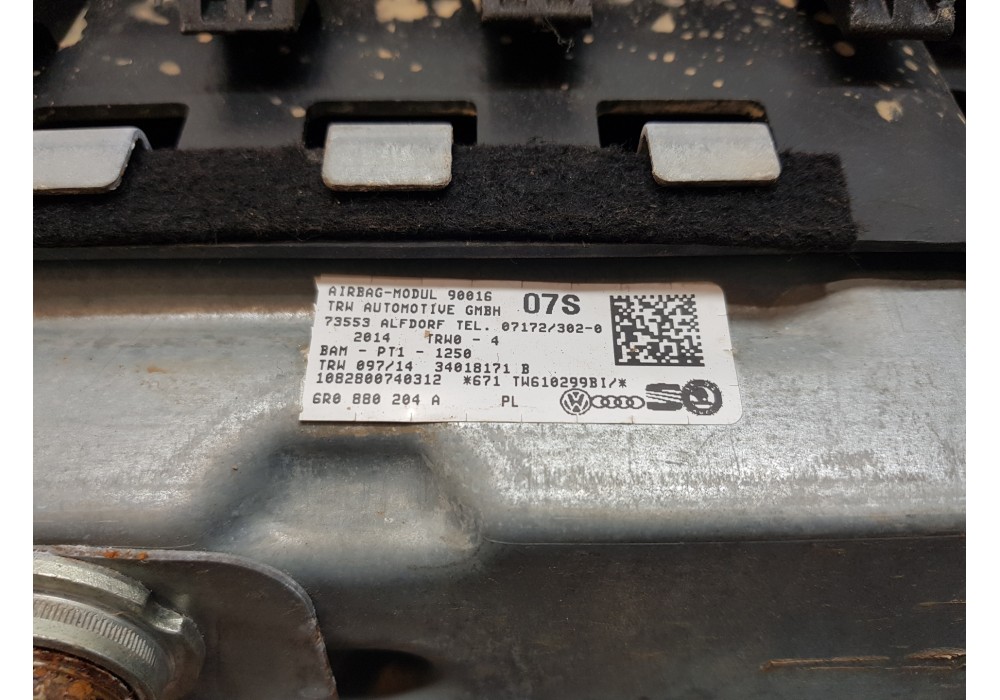 AIRBAG-MODUL 90016
TRW AUTOMOTIVE GMBH 07S
73553 ALFDORF TEL. 07172/302-0
2014 TRW0 - 4
BAM - PT1 - 1250
TRW 097/14 34018171 B
1082800740312 *671 TW610299BI/*
6R0 880 204 A PL